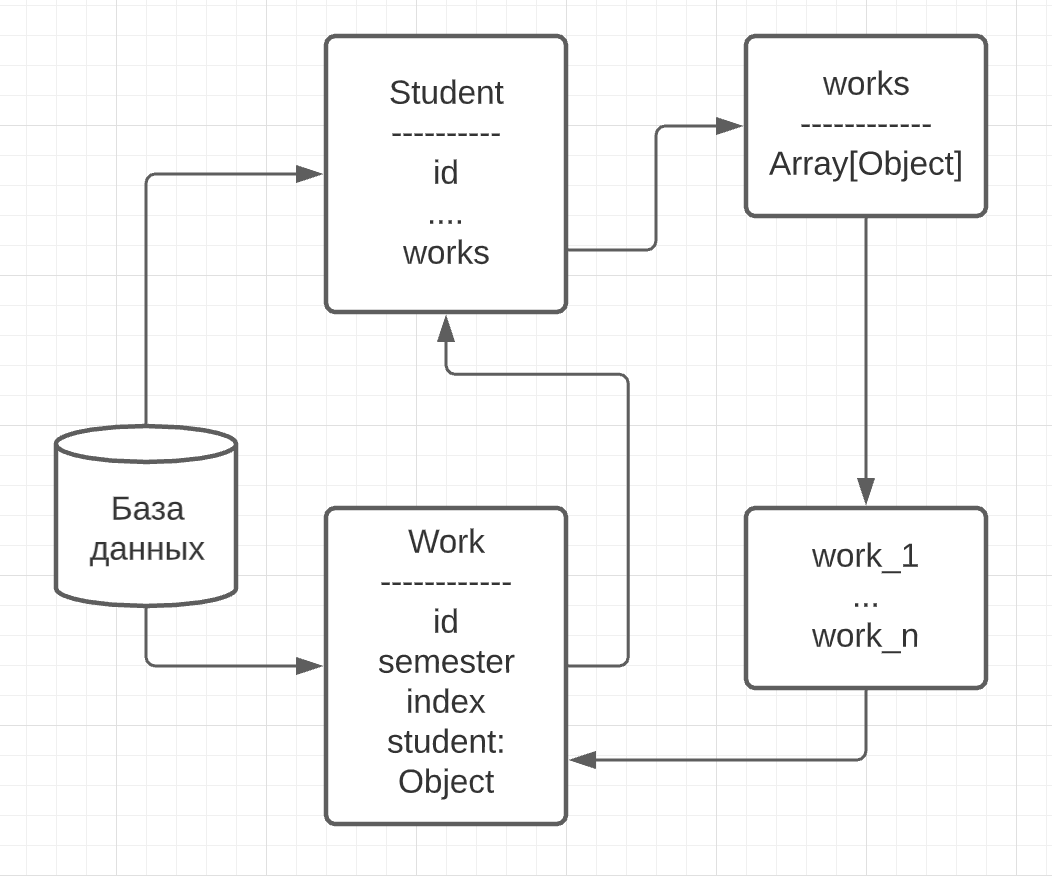 Student
----------
id
....
works
works
------------
Array[Object]
База
данных
Work
------------
id
semester
index
student:
Object
work_1
...
work_n